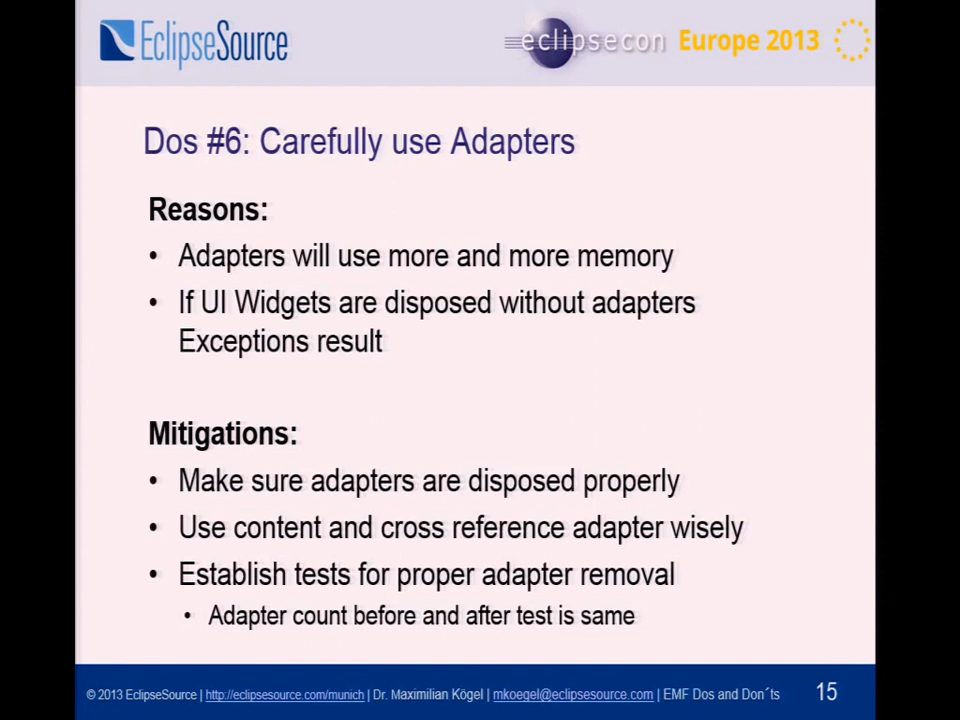 EclipseSource
eclipsecon Europe 2013
Dos #6: Carefully use Adapters
Reasons:
• Adapters will use more and more memory
• If UI Widgets are disposed without adapters
Exceptions result
Mitigations:
• Make sure adapters are disposed properly
• Use content and cross reference adapter wisely
• Establish tests for proper adapter removal
• Adapter count before and after test is same
© 2013 EclipseSource | http://eclipsesource.com/munich | Dr. Maximilian Kögel | mkoegel@eclipsesource.com | EMF Dos and Don´ts 15